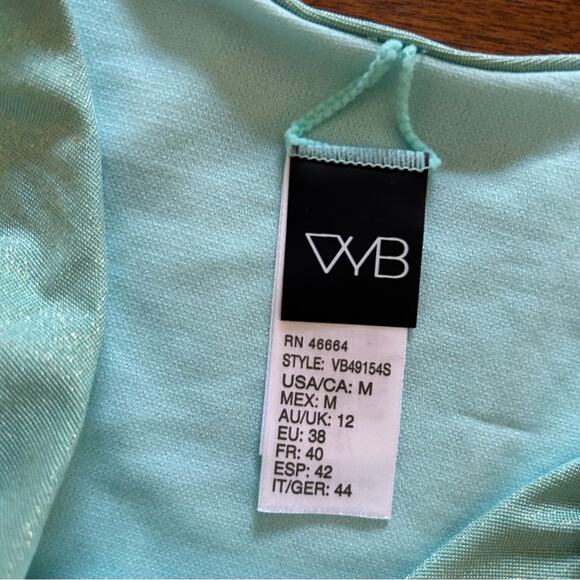 VYB
RN 46664
STYLE: VB49154S
USA/CA: M
MEX: M
AU/UK: 12
EU: 38
FR: 40
ESP: 42
IT/GER: 44